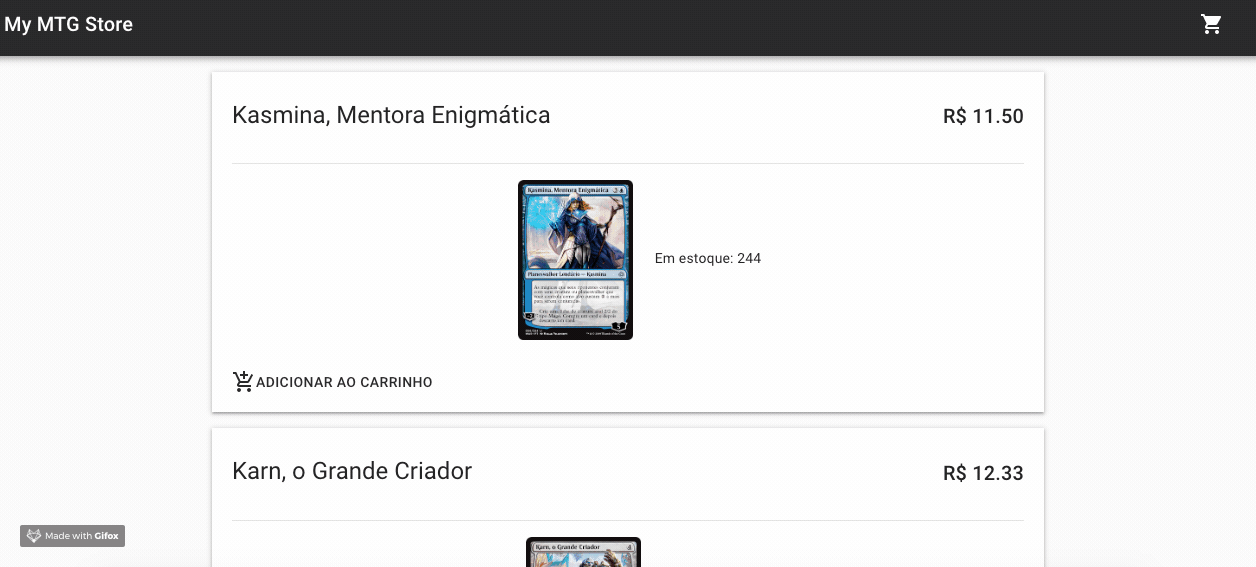 My MTG Store
Kasmina, Mentora Enigmática
R$ 11.50
Kasmina, Mentora Enigmática
Planeswalker Lendário — Kasmina
Em estoque: 244
ADICIONAR AO CARRINHO
Karn, o Grande Criador
R$ 12.33
Karn, o Grande Criador
4
Made with Gifox